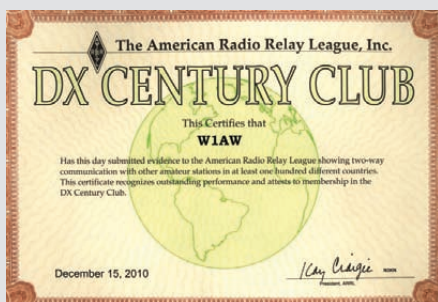 The American Radio Relay League, Inc.
DX CENTURY CLUB
This Certifies that
W1AW
Has this day submitted evidence to the American Radio Relay League showing two-way
communication with other amateur stations in at least one hundred different countries.
This certificate recognizes outstanding performance and attests to membership in the
DX Century Club.
December 15, 2010
Kay Craigie N3KN
President, ARRL